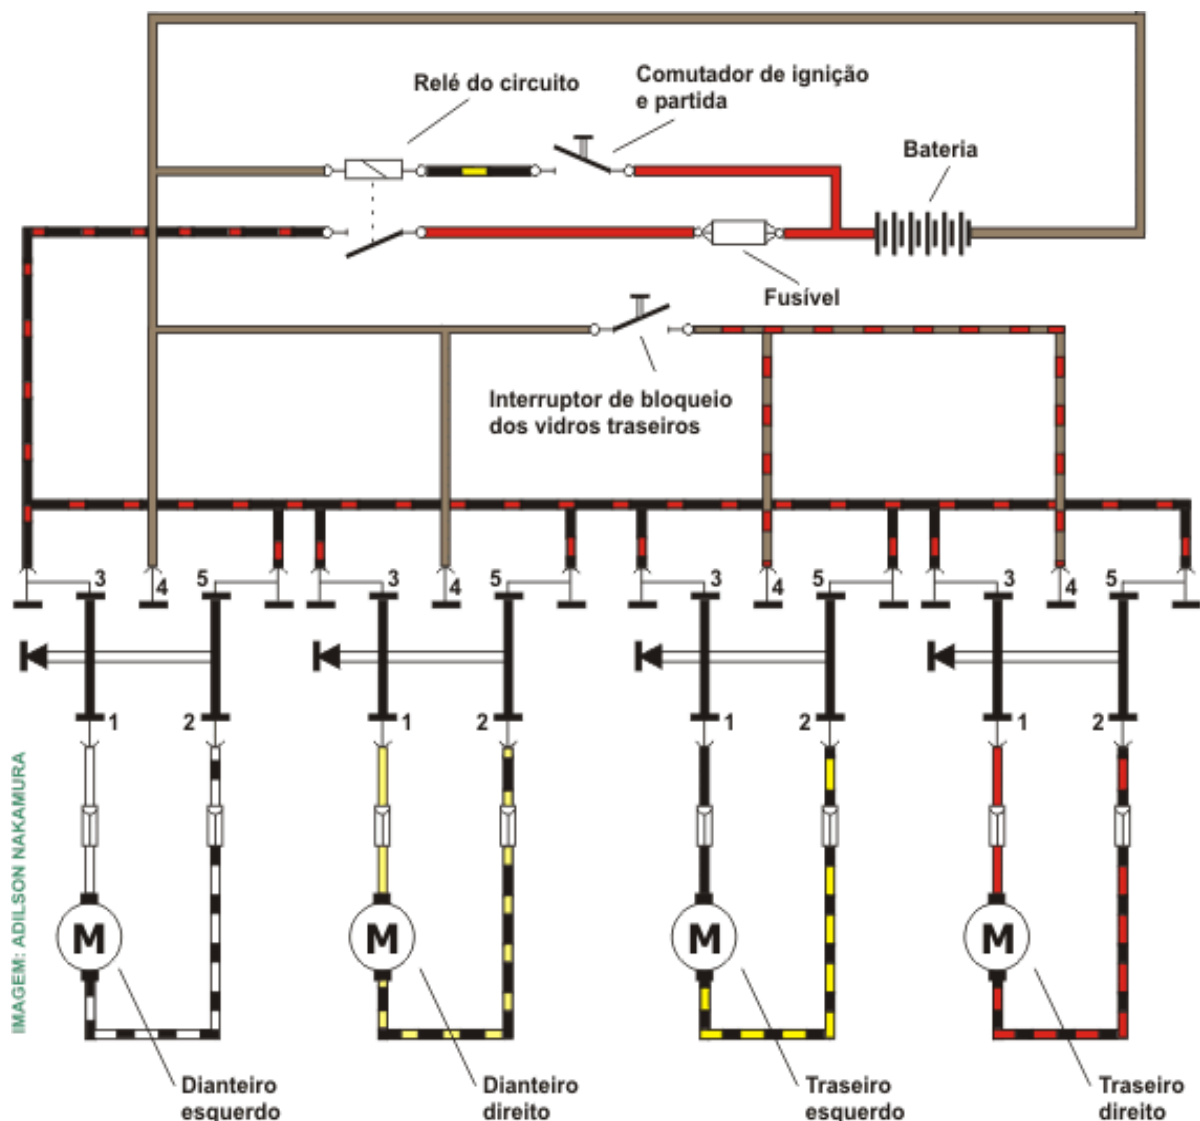 Relé do circuito
Comutador de ignição
e partida
Bateria
Fusível
Interruptor de bloqueio
dos vidros traseiros
3
4
5
3
4
5
3
4
5
3
4
5
1
2
1
2
1
2
1
2
M
M
M
M
Dianteiro
esquerdo
Dianteiro
direito
Traseiro
esquerdo
Traseiro
direito
IMAGEM: ADILSON NAKAMURA